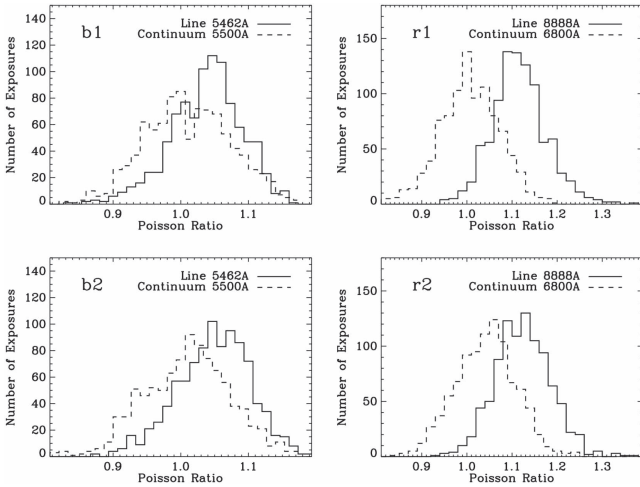 b1
Line 5462A
Continuum 5500A
Number of Exposures
140
120
100
80
60
40
20
0
0.9 1.0 1.1
Poisson Ratio
r1
Line 8888A
Continuum 6800A
Number of Exposures
150
100
50
0
0.9 1.0 1.1 1.2 1.3
Poisson Ratio
b2
Line 5462A
Continuum 5500A
Number of Exposures
140
120
100
80
60
40
20
0
0.9 1.0 1.1
Poisson Ratio
r2
Line 8888A
Continuum 6800A
Number of Exposures
150
100
50
0
0.9 1.0 1.1 1.2 1.3
Poisson Ratio